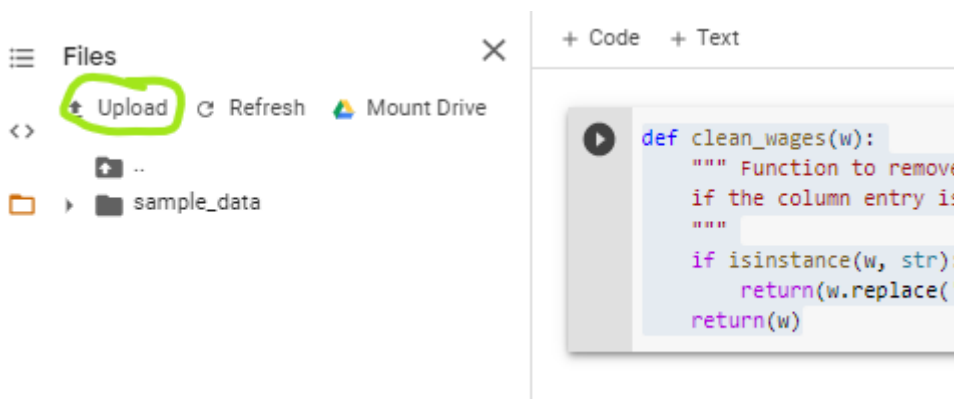 Files
Upload Refresh Mount Drive
..
sample_data
+ Code + Text
def clean_wages(w):
""" Function to remove
if the column entry is
"""
if isinstance(w, str):
return(w.replace(
return(w)